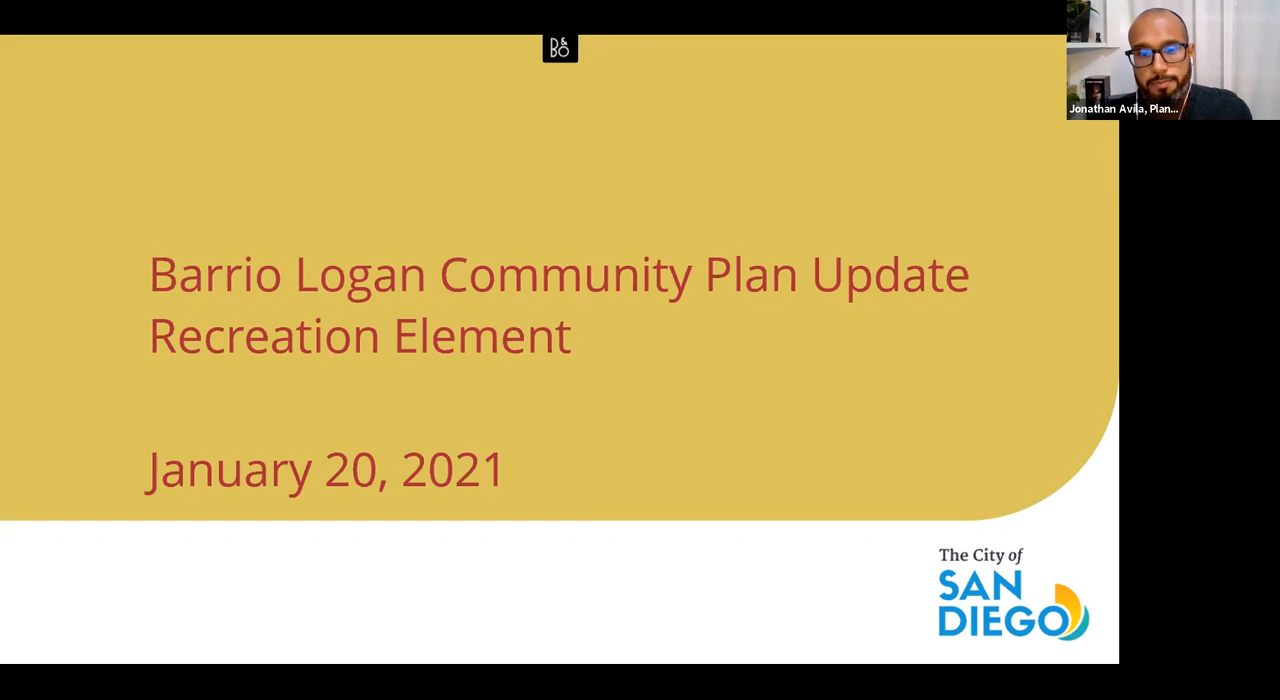 B&O
Jonathan Avila, Plan...
Barrio Logan Community Plan Update
Recreation Element
January 20, 2021
The City of
SAN
DIEGO